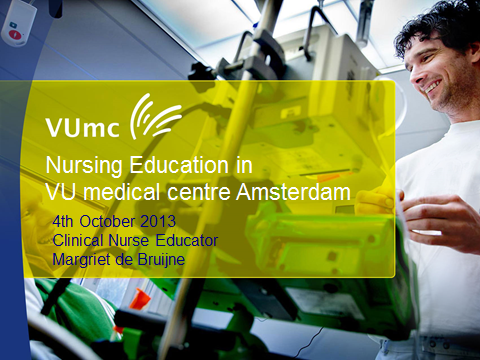 VUmc
Nursing Education in
VU medical centre Amsterdam
4th October 2013
Clinical Nurse Educator
Margriet de Bruijne